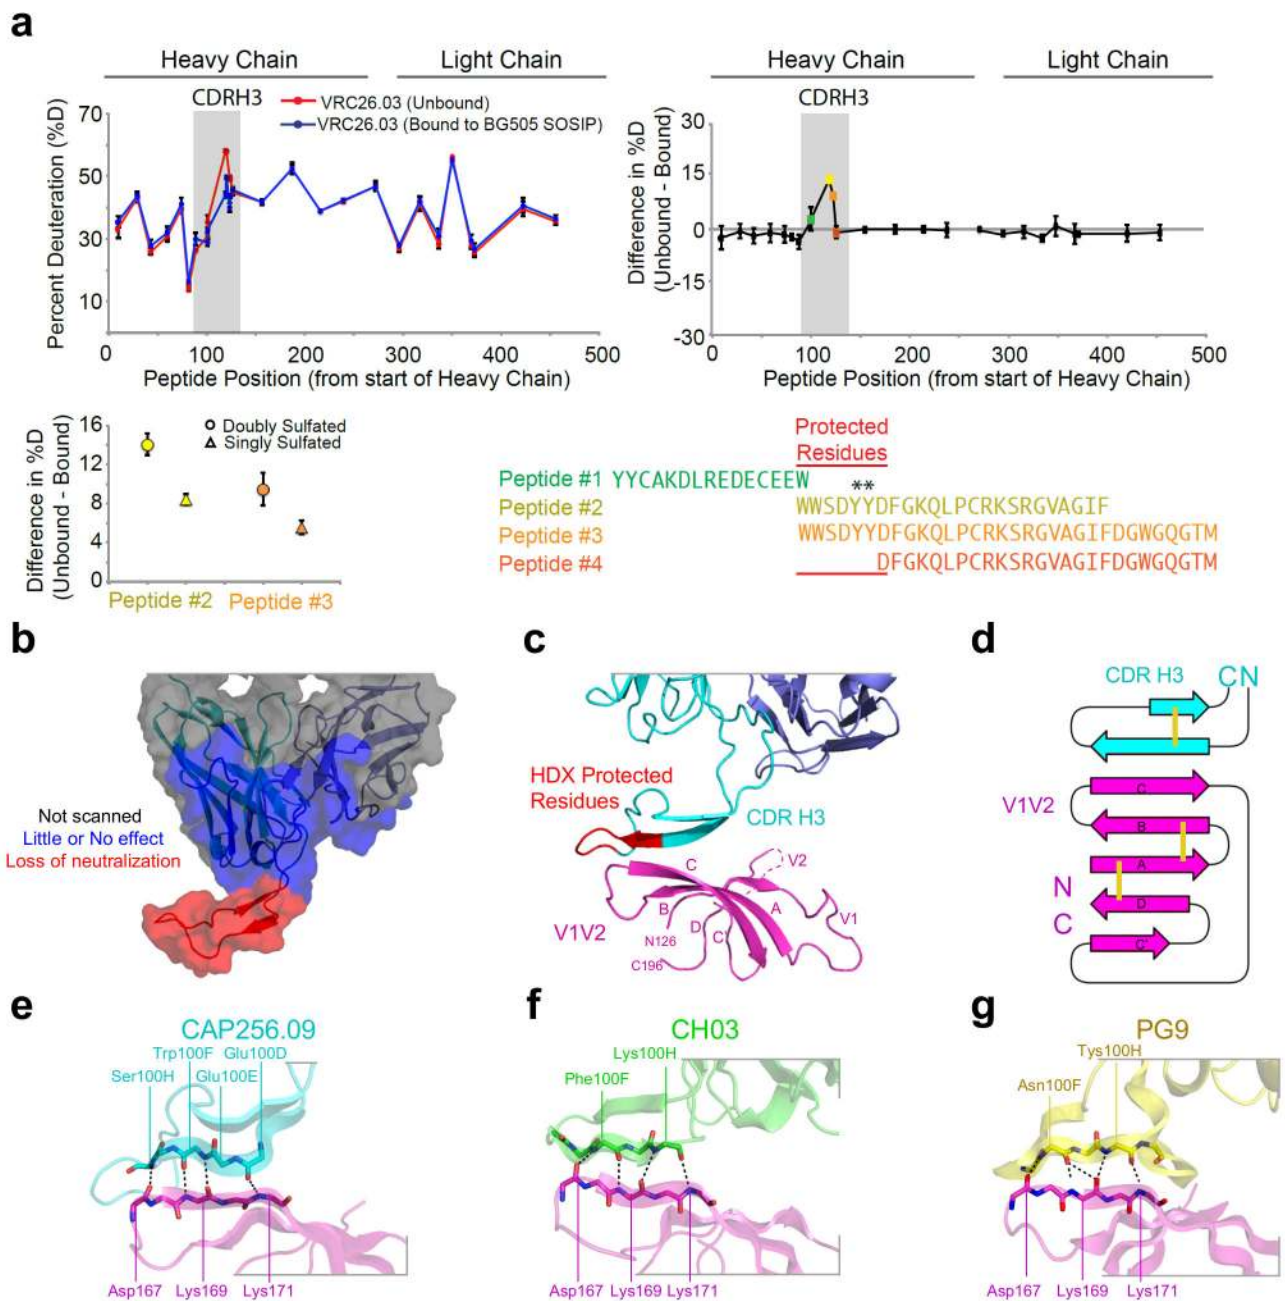 a
Heavy Chain
Light Chain
Heavy Chain
Light Chain
CDRH3
VRC26.03 (Unbound)
VRC26.03 (Bound to BG505 SOSIP)
CDRH3
Percent Deuteration (%D)
70
50
30
10
0
100
200
300
400
500
Peptide Position (from start of Heavy Chain)
Difference in %D
(Unbound - Bound)
30
15
0
-15
-30
0
100
200
300
400
500
Peptide Position (from start of Heavy Chain)
Difference in %D
(Unbound - Bound)
16
12
8
4
0
Doubly Sulfated
Singly Sulfated
Peptide #2
Peptide #3
Protected
Residues
Peptide #1 YYCAKDLREDECEEW
**
Peptide #2 WWSDYYDFGKQLPCRKSRGVAGIF
Peptide #3 WWSDYYDFGKQLPCRKSRGVAGIFDGWGQGTM
Peptide #4 DFGKQLPCRKSRGVAGIFDGWGQGTM
b
Not scanned
Little or No effect
Loss of neutralization
c
HDX Protected
Residues
CDR H3
C
V2
B
A
V1
V1V2
D
N126
C'
C196
d
CDR H3
CN
V1V2
C
B
A
N
D
C
C'
e
CAP256.09
Trp100F
Glu100D
Ser100H
Glu100E
Asp167
Lys169
Lys171
f
CH03
Lys100H
Phe100F
Asp167
Lys169
Lys171
g
PG9
Tys100H
Asn100F
Asp167
Lys169
Lys171